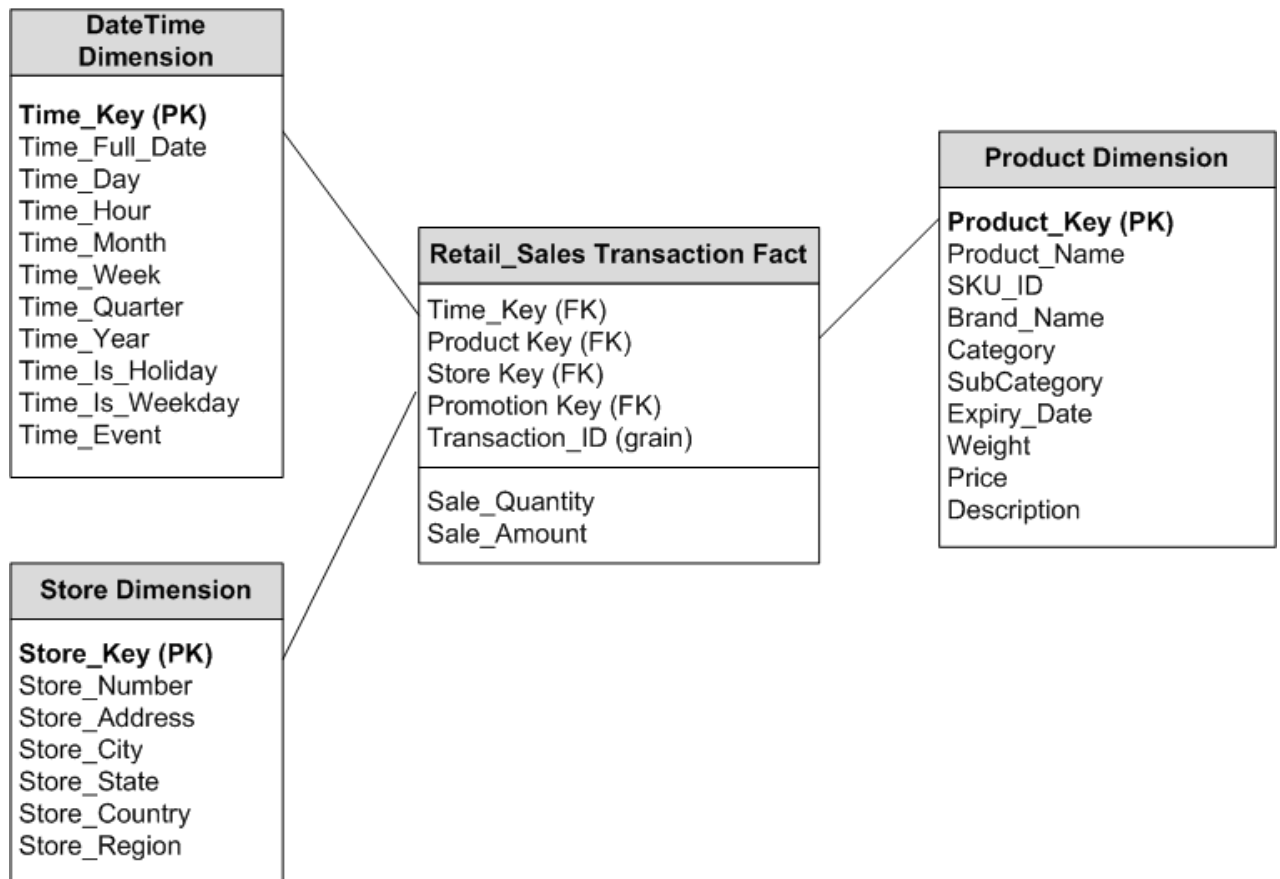 DateTime
Dimension
Time_Key (PK)
Time_Full_Date
Time_Day
Time_Hour
Time_Month
Time_Week
Time_Quarter
Time_Year
Time_Is_Holiday
Time_Is_Weekday
Time_Event
Store Dimension
Store_Key (PK)
Store_Number
Store_Address
Store_City
Store_State
Store_Country
Store_Region
Retail_Sales Transaction Fact
Time_Key (FK)
Product Key (FK)
Store Key (FK)
Promotion Key (FK)
Transaction_ID (grain)
Sale_Quantity
Sale_Amount
Product Dimension
Product_Key (PK)
Product_Name
SKU_ID
Brand_Name
Category
SubCategory
Expiry_Date
Weight
Price
Description